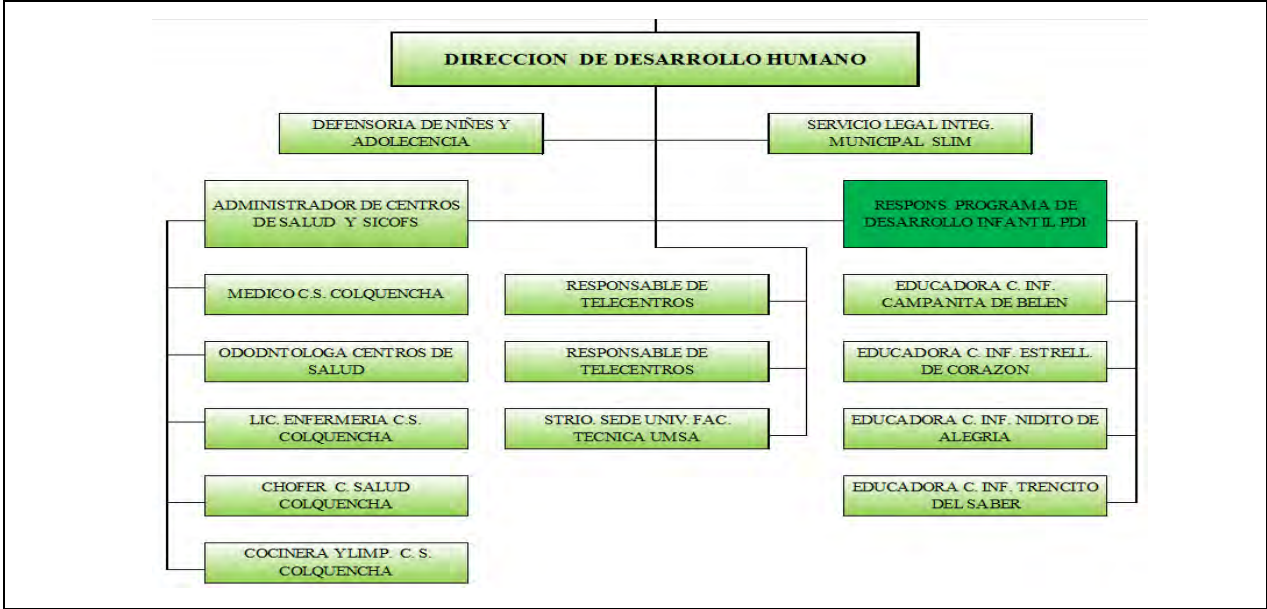 DIRECCION DE DESARROLLO HUMANO
DEFENSORIA DE NIÑES Y
ADOLECENCIA
SERVICIO LEGAL INTEG.
MUNICIPAL SLIM
ADMINISTRADOR DE CENTROS
DE SALUD Y SICOFS
RESPONS. PROGRAMA DE
DESARROLLO INFANTIL PDI
MEDICO C.S. COLQUENCHA
RESPONSABLE DE
TELECENTROS
EDUCADORA C. INF.
CAMPANITA DE BELEN
ODODNTOLOGA CENTROS DE
SALUD
RESPONSABLE DE
TELECENTROS
EDUCADORA C. INF. ESTRELL.
DE CORAZON
LIC. ENFERMERIA C.S.
COLQUENCHA
STRIO. SEDE UNIV. FAC.
TECNICA UMSA
EDUCADORA C. INF. NIDITO DE
ALEGRIA
CHOFER C. SALUD
COLQUENCHA
EDUCADORA C. INF. TRENCITO
DEL SABER
COCINERA YLIMP. C. S.
COLQUENCHA